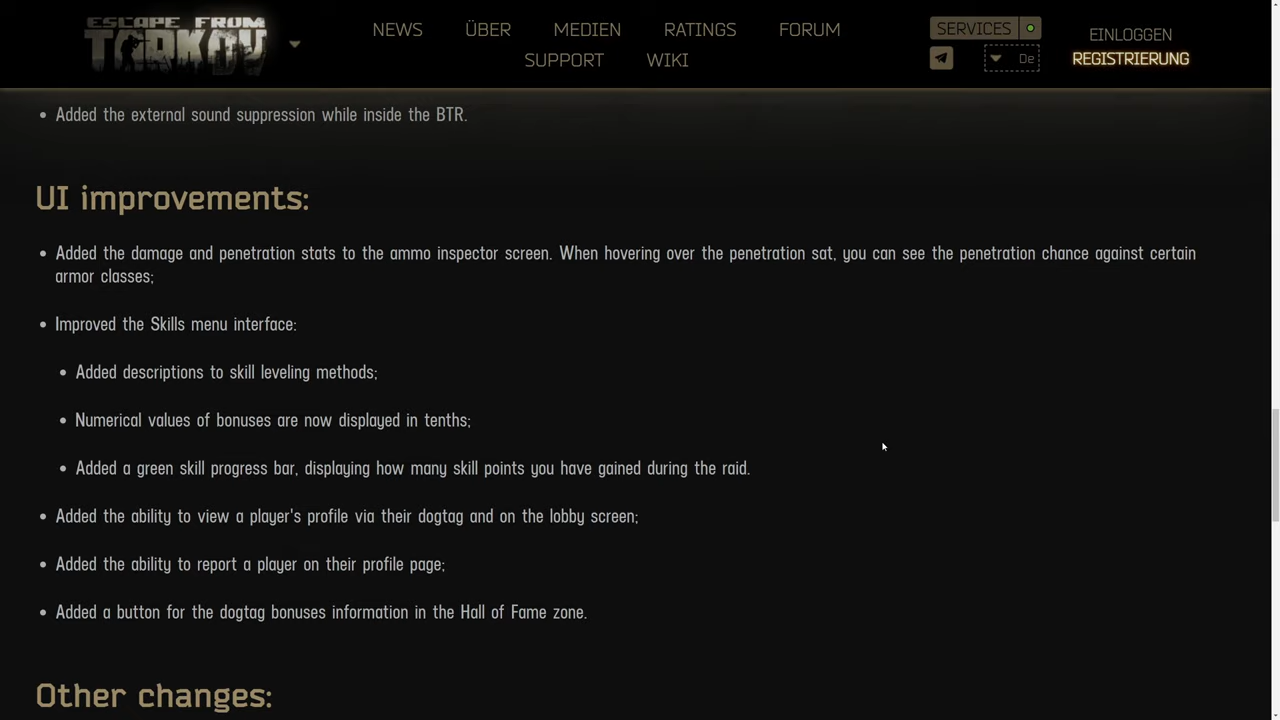 ESCAPE FROM
TARKOV
NEWS ÜBER MEDIEN RATINGS FORUM
SUPPORT WIKI
SERVICES
De
EINLOGGEN
REGISTRIERUNG
• Added the external sound suppression while inside the BTR.
UI improvements:
• Added the damage and penetration stats to the ammo inspector screen. When hovering over the penetration sat, you can see the penetration chance against certain
armor classes;
• Improved the Skills menu interface:
• Added descriptions to skill leveling methods;
• Numerical values of bonuses are now displayed in tenths;
• Added a green skill progress bar, displaying how many skill points you have gained during the raid.
• Added the ability to view a player's profile via their dogtag and on the lobby screen;
• Added the ability to report a player on their profile page;
• Added a button for the dogtag bonuses information in the Hall of Fame zone.
Other changes: